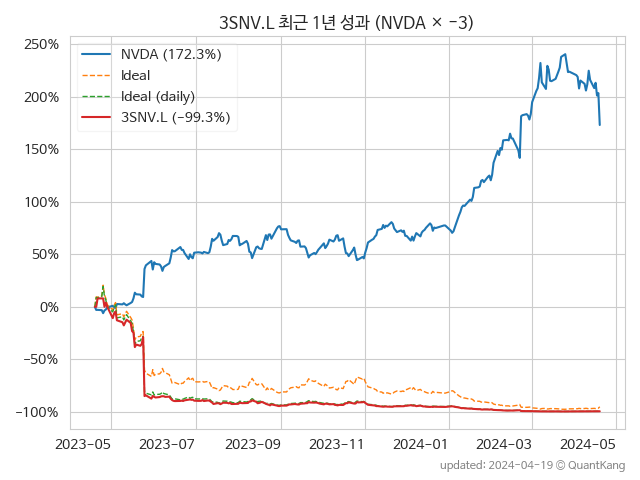 3SNV.L 최근 1년 성과 (NVDA × −3)
NVDA (172.3%)
Ideal
Ideal (daily)
3SNV.L (−99.3%)
250%
200%
150%
100%
50%
0%
−50%
−100%
2023−05 2023−07 2023−09 2023−11 2024−01 2024−03 2024−05
updated: 2024−04−19 © QuantKang